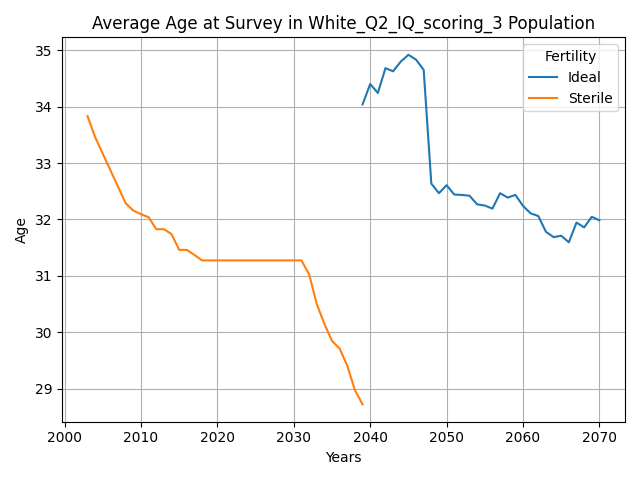 Average Age at Survey in White_Q2_IQ_scoring_3 Population
Fertility
Ideal
Sterile
Age
35
34
33
32
31
30
29
2000
2010
2020
2030
2040
2050
2060
2070
Years